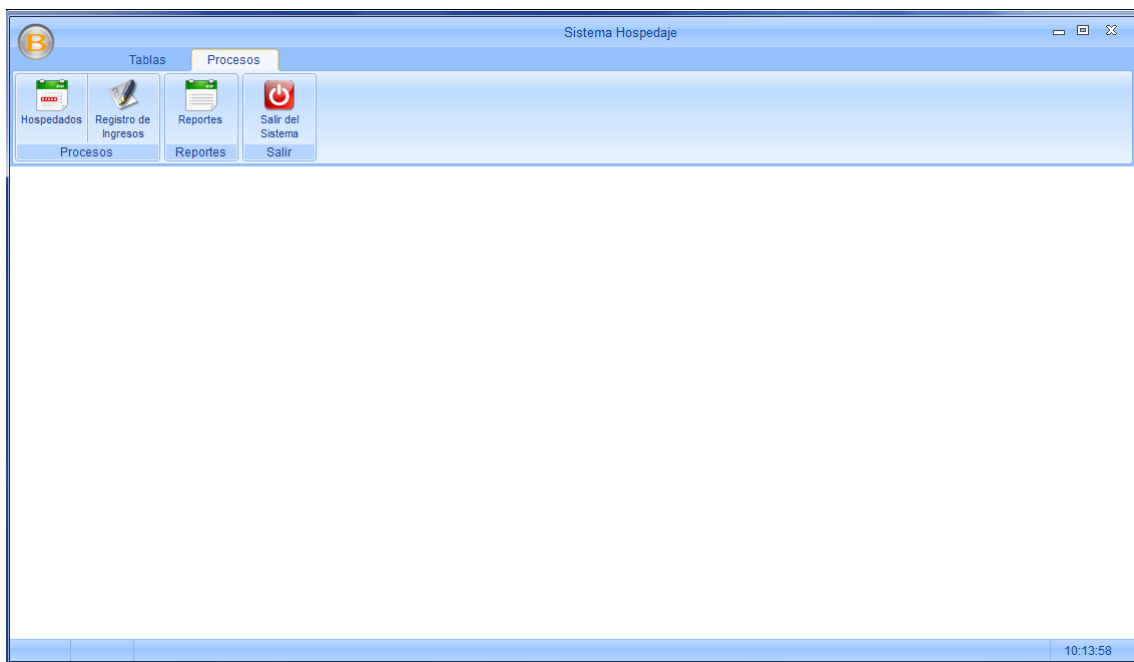 Sistema Hospedaje
B
Tablas
Procesos
Hospedados
Registro de
Ingresos
Reportes
Salir del
Sistema
Procesos
Reportes
Salir
10:13:58